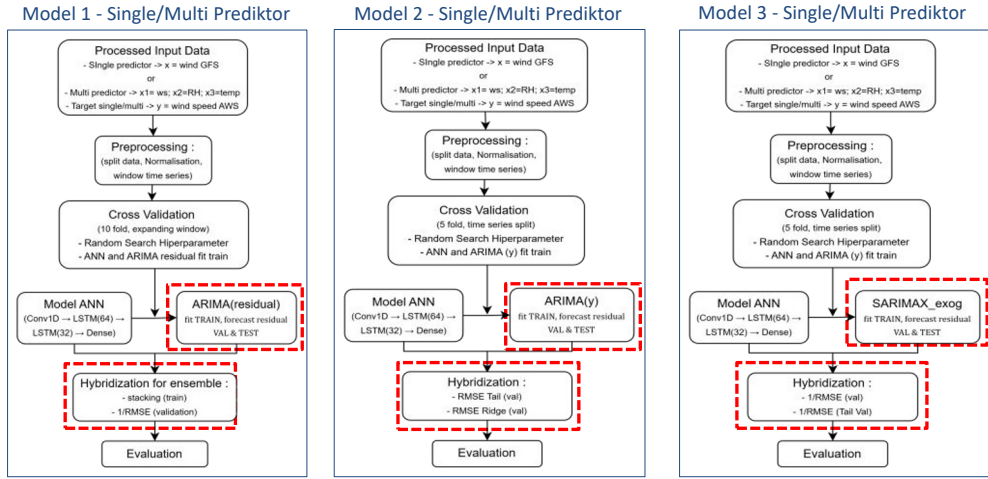 Model 1 - Single/Multi Prediktor
Processed Input Data
- SIngle predictor -> x = wind GFS
or
- Multi predictor -> x1= ws; x2=RH; x3=temp
- Target single/multi -> y = wind speed AWS
Preprocessing :
(split data, Normalisation,
window time series)
Cross Validation
(10 fold, expanding window)
- Random Search Hiperparameter
- ANN and ARIMA residual fit train
Model ANN
(Conv1D → LSTM(64) →
LSTM(32) → Dense)
ARIMA(residual)
fit TRAIN, forecast residual
VAL & TEST
Hybridization for ensemble :
- stacking (train)
- 1/RMSE (validation)
Evaluation
Model 2 - Single/Multi Prediktor
Processed Input Data
- SIngle predictor -> x = wind GFS
or
- Multi predictor -> x1= ws; x2=RH; x3=temp
- Target single/multi -> y = wind speed AWS
Preprocessing :
(split data, Normalisation,
window time series)
Cross Validation
(5 fold, time series split)
- Random Search Hiperparameter
- ANN and ARIMA (y) fit train
Model ANN
(Conv1D → LSTM(64) →
LSTM(32) → Dense)
ARIMA(y)
fit TRAIN, forecast residual
VAL & TEST
Hybridization :
- RMSE Tail (val)
- RMSE Ridge (val)
Evaluation
Model 3 - Single/Multi Prediktor
Processed Input Data
- SIngle predictor -> x = wind GFS
or
- Multi predictor -> x1= ws; x2=RH; x3=temp
- Target single/multi -> y = wind speed AWS
Preprocessing :
(split data, Normalisation,
window time series)
Cross Validation
(5 fold, time series split)
- Random Search Hiperparameter
- ANN and ARIMA (y) fit train
Model ANN
(Conv1D → LSTM(64) →
LSTM(32) → Dense)
SARIMAX_exog
fit TRAIN, forecast residual
VAL & TEST
Hybridization :
- 1/RMSE (val)
- 1/RMSE (Tail Val)
Evaluation